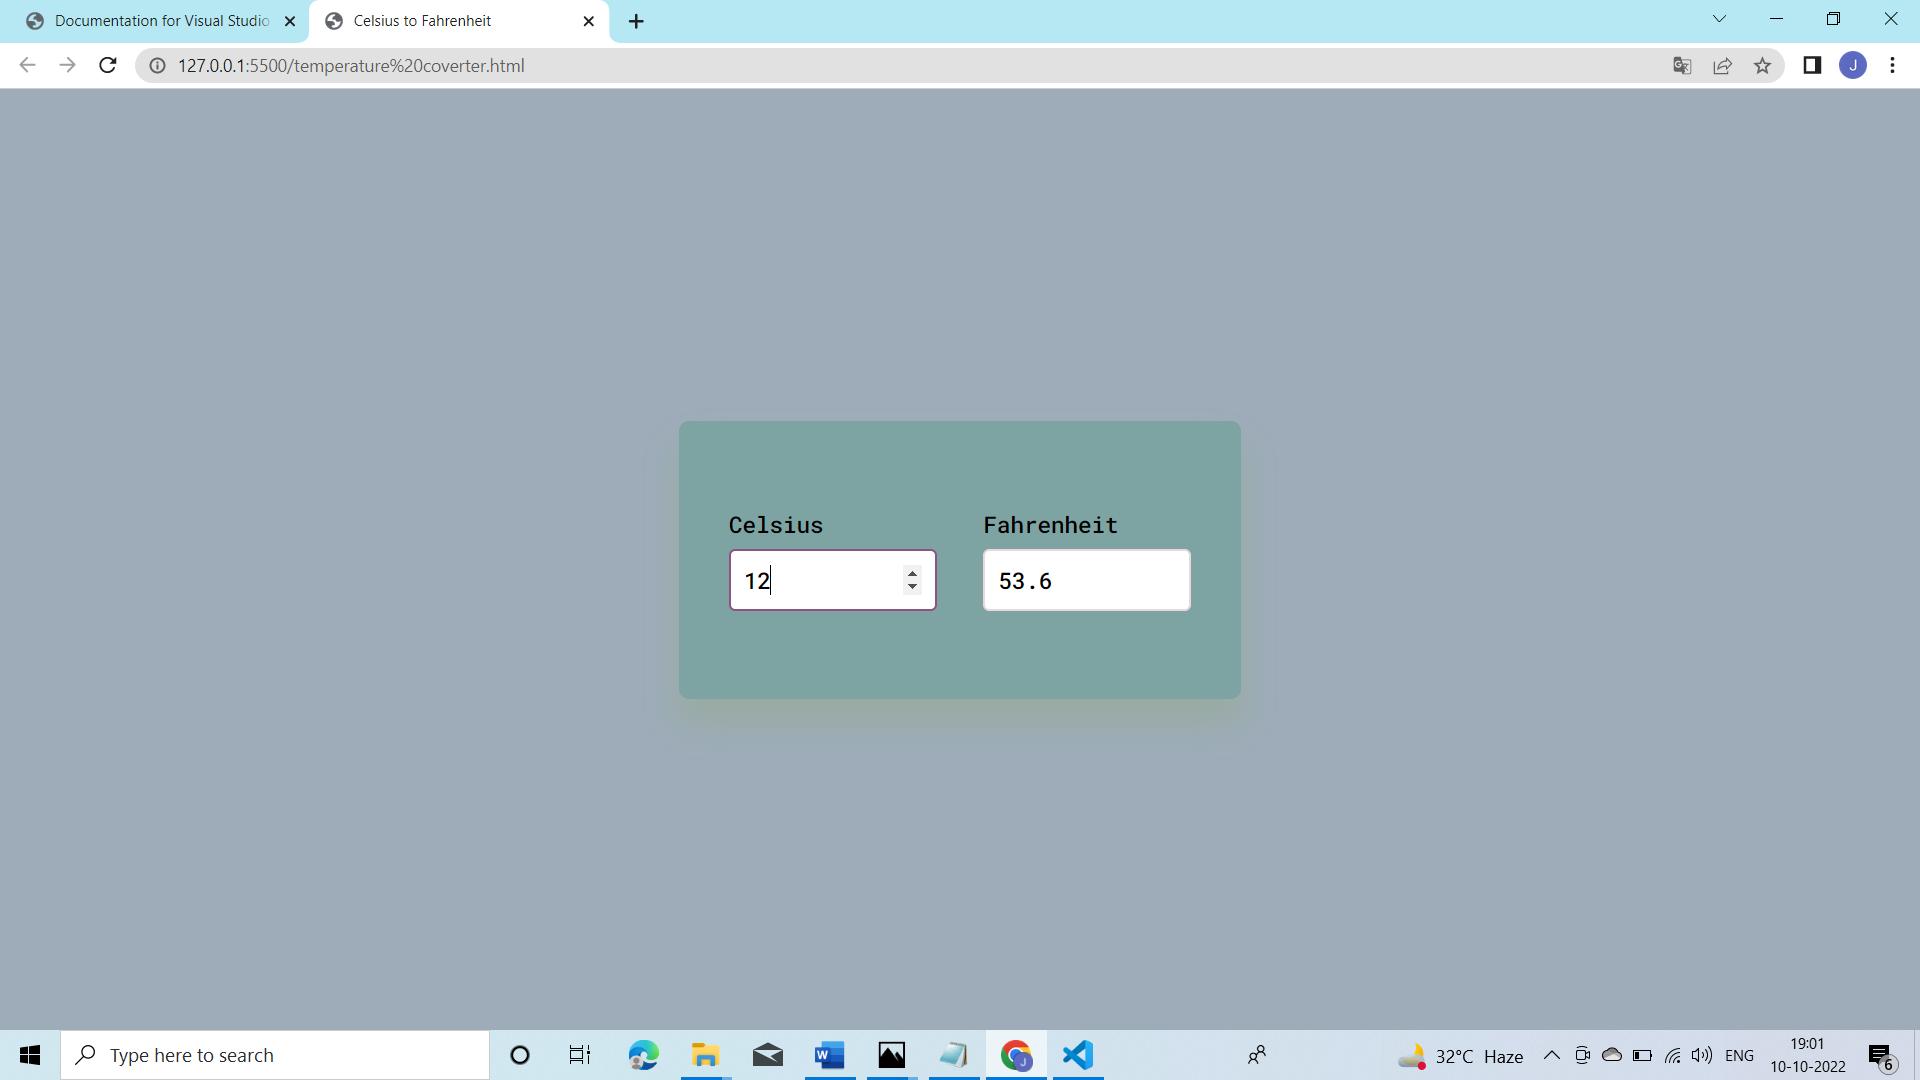 Documentation for Visual Studio
Celsius to Fahrenheit
127.0.0.1:5500/temperature%20coverter.html
J
Celsius
Fahrenheit
12
53.6
Type here to search
W
J
32°C Haze
ENG
19:01
10-10-2022
6